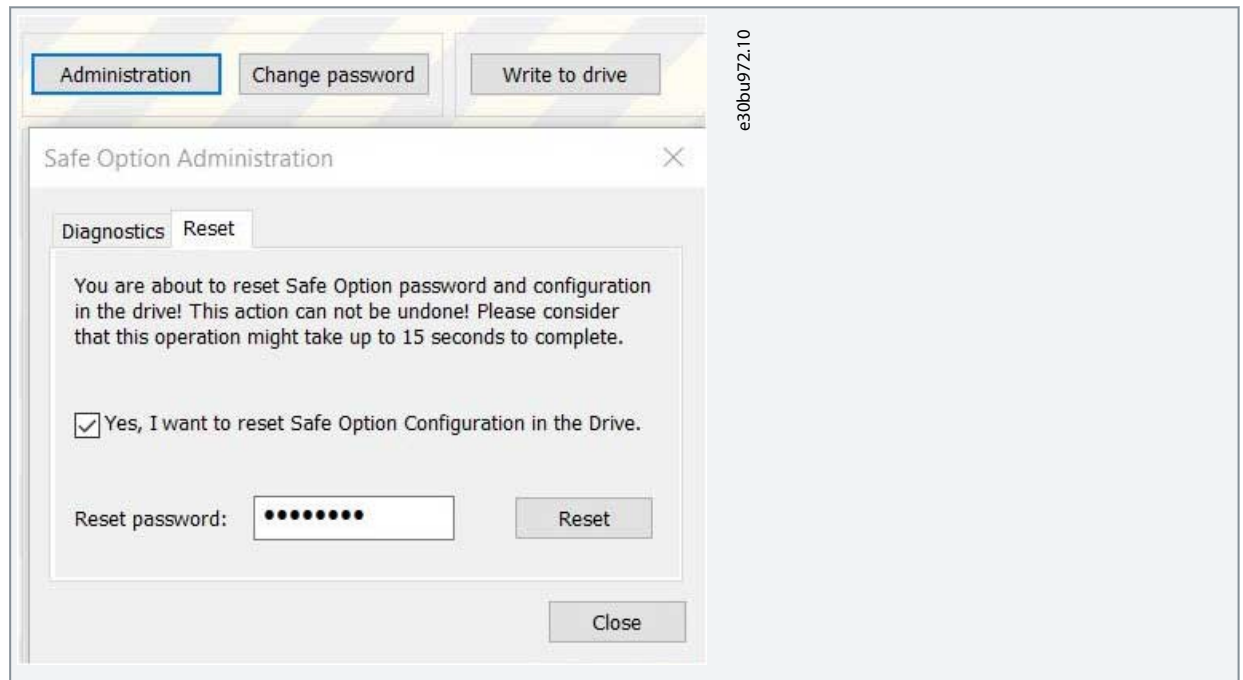 Administration
Change password
Write to drive
e30bu972.10
Safe Option Administration
Diagnostics
Reset
You are about to reset Safe Option password and configuration
in the drive! This action can not be undone! Please consider
that this operation might take up to 15 seconds to complete.
Yes, I want to reset Safe Option Configuration in the Drive.
Reset password:
Reset
Close